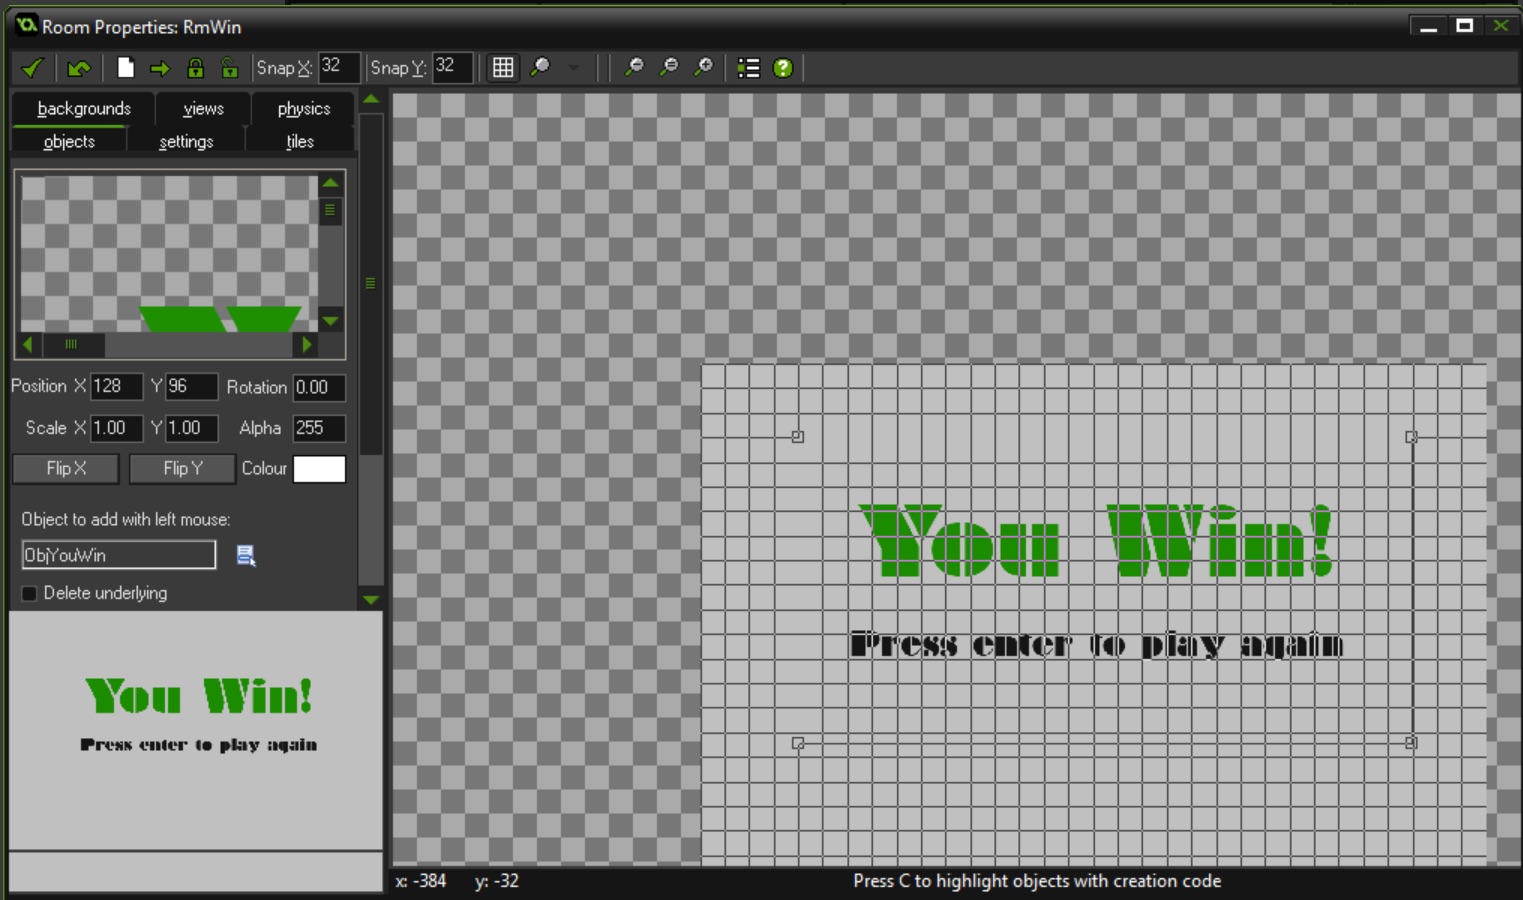 Room Properties: RmWin
Snap X: 32 Snap Y: 32
backgrounds views physics
objects settings tiles
Position X 128 Y 96 Rotation 0.00
Scale X 1.00 Y 1.00 Alpha 255
Flip X Flip Y Colour
Object to add with left mouse:
ObjYouWin
Delete underlying
You Win!
Press enter to play again
You Win!
Press enter to play again
x: -384 y: -32 Press C to highlight objects with creation code